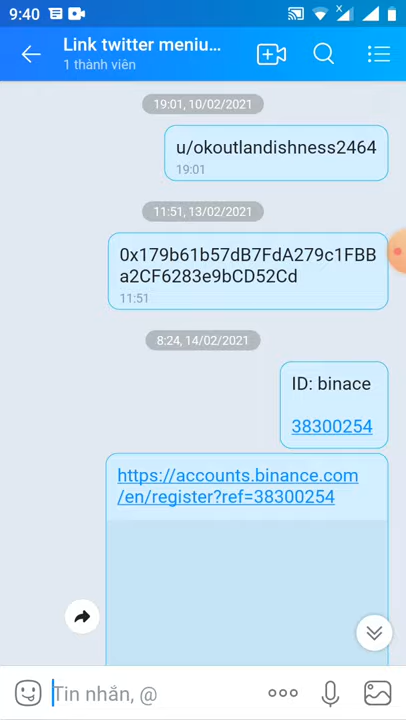 9:40
Link twitter meniu...
1 thành viên
19:01, 10/02/2021
u/okoutlandishness2464
19:01
11:51, 13/02/2021
0x179b61b57dB7FdA279c1FBB
a2CF6283e9bCD52Cd
11:51
8:24, 14/02/2021
ID: binace
38300254
https://accounts.binance.com
/en/register?ref=38300254
Tin nhắn, @